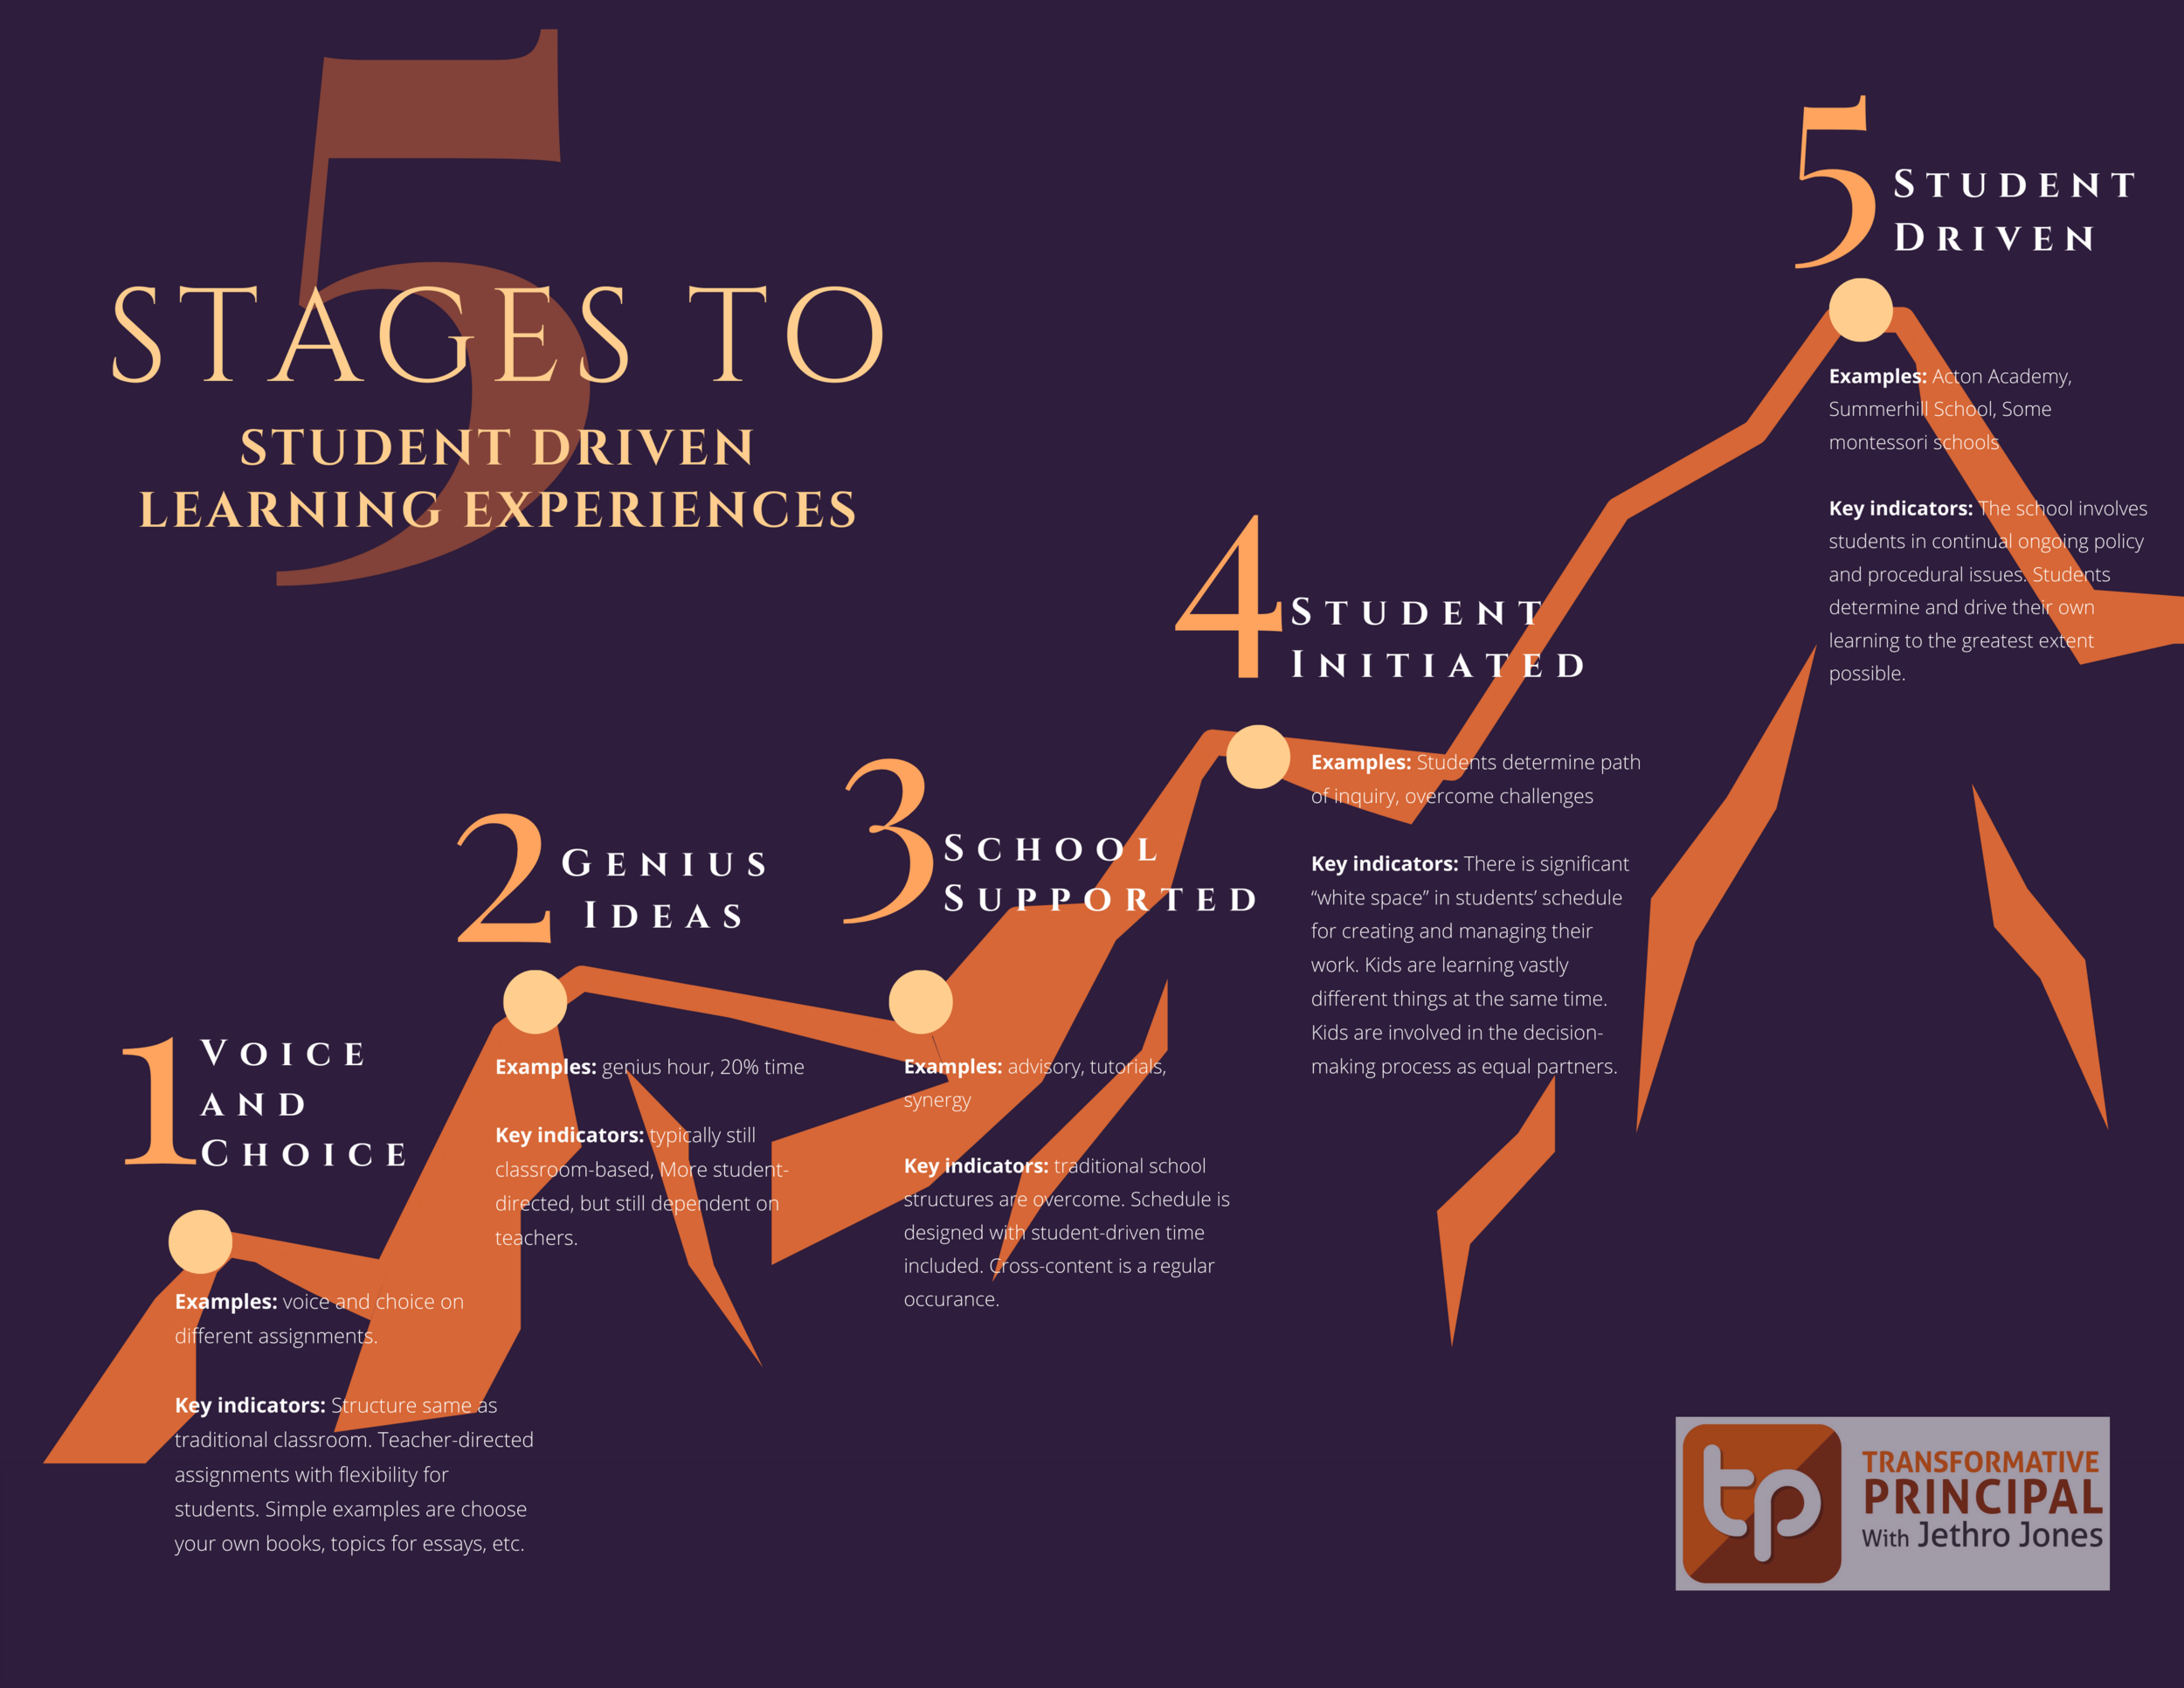 5
STAGES TO
STUDENT DRIVEN
LEARNING EXPERIENCES
1
VOICE
AND
CHOICE
Examples: voice and choice on
different assignments.
Key indicators: Structure same as
traditional classroom. Teacher-directed
assignments with flexibility for
students. Simple examples are choose
your own books, topics for essays, etc.
2
GENIUS
IDEAS
Examples: genius hour, 20% time
Key indicators: typically still
classroom-based, More student-
directed, but still dependent on
teachers.
3
SCHOOL
SUPPORTED
Examples: advisory, tutorials,
synergy
Key indicators: traditional school
structures are overcome. Schedule is
designed with student-driven time
included. Cross-content is a regular
occurance.
4
STUDENT
INITIATED
Examples: Students determine path
of inquiry, overcome challenges
Key indicators: There is significant
“white space” in students’ schedule
for creating and managing their
work. Kids are learning vastly
different things at the same time.
Kids are involved in the decision-
making process as equal partners.
5
STUDENT
DRIVEN
Examples: Acton Academy,
Summerhill School, Some
montessori schools
Key indicators: The school involves
students in continual ongoing policy
and procedural issues. Students
determine and drive their own
learning to the greatest extent
possible.
tp
TRANSFORMATIVE
PRINCIPAL
With Jethro Jones